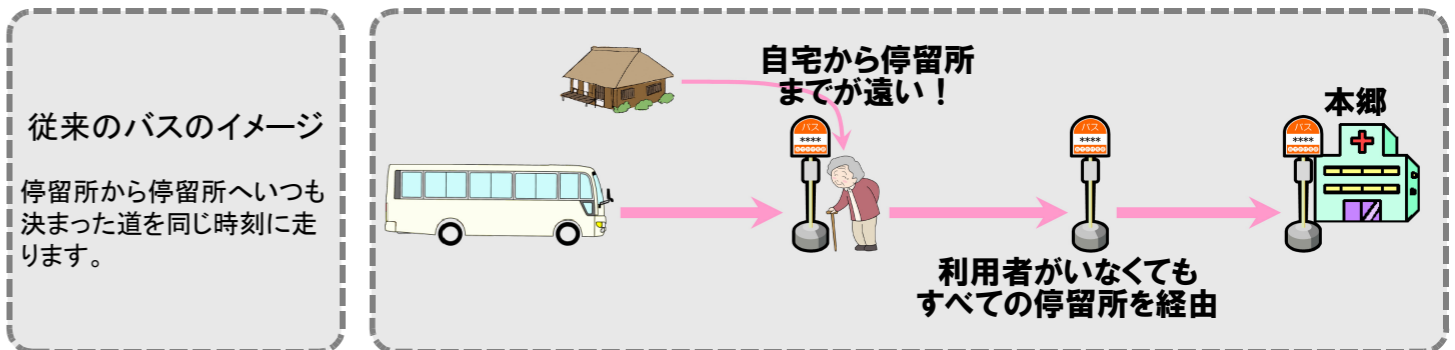 従来のバスのイメージ
停留所から停留所へいつも
決まった道を同じ時刻に走
ります。
自宅から停留所
までが遠い！
バス
****
バス
****
本郷
バス
****
利用者がいなくても
すべての停留所を経由